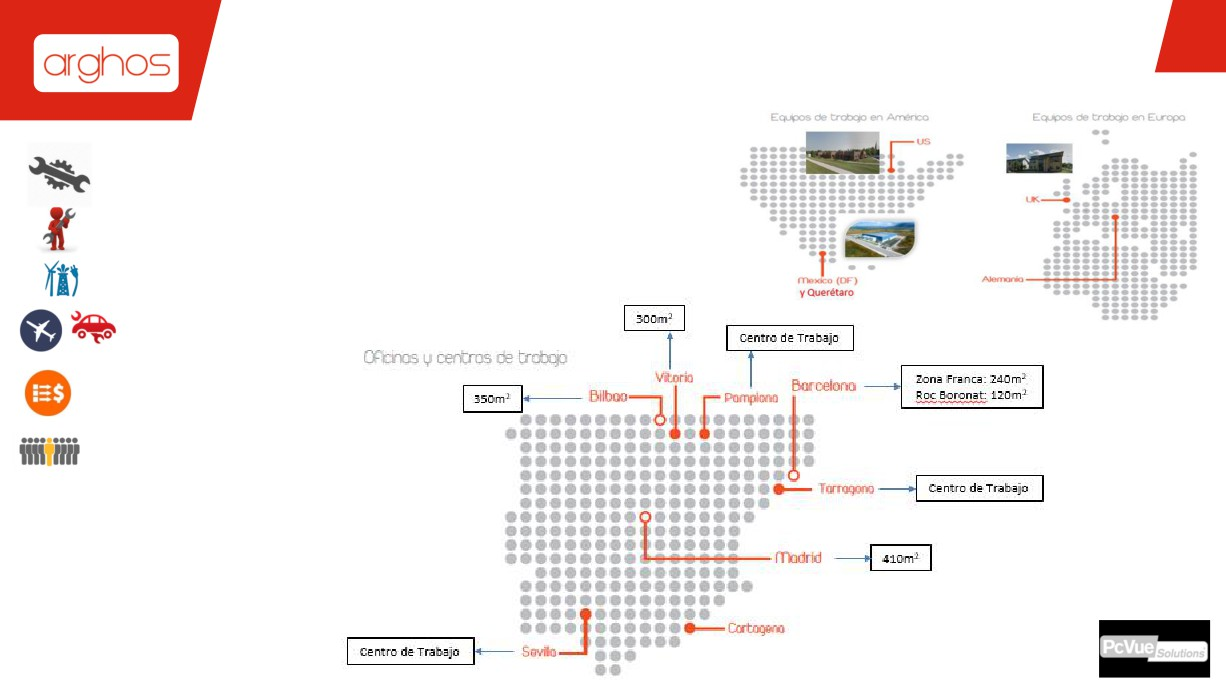 arghos
Equipos de trabajo en América
US
Mexico (DF)
y Querétaro
Equipos de trabajo en Europa
UK
Alemania
Oficinas y centros de trabajo
300m²
Vitoria
Centro de Trabajo
Pamplona
350m²
Bilbao
Barcelona
Zona Franca: 240m²
Roc Boronat: 120m²
Tarragona
Centro de Trabajo
Madrid
410m²
Cartagena
Centro de Trabajo
Sevilla
PcVue Solutions